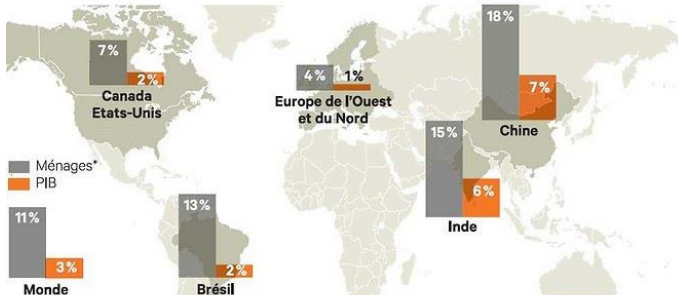 7%
2%
Canada
Etats-Unis
4%
1%
Europe de l'Ouest
et du Nord
18%
7%
Chine
15%
6%
Inde
Ménages*
PIB
11%
3%
Monde
13%
2%
Brésil